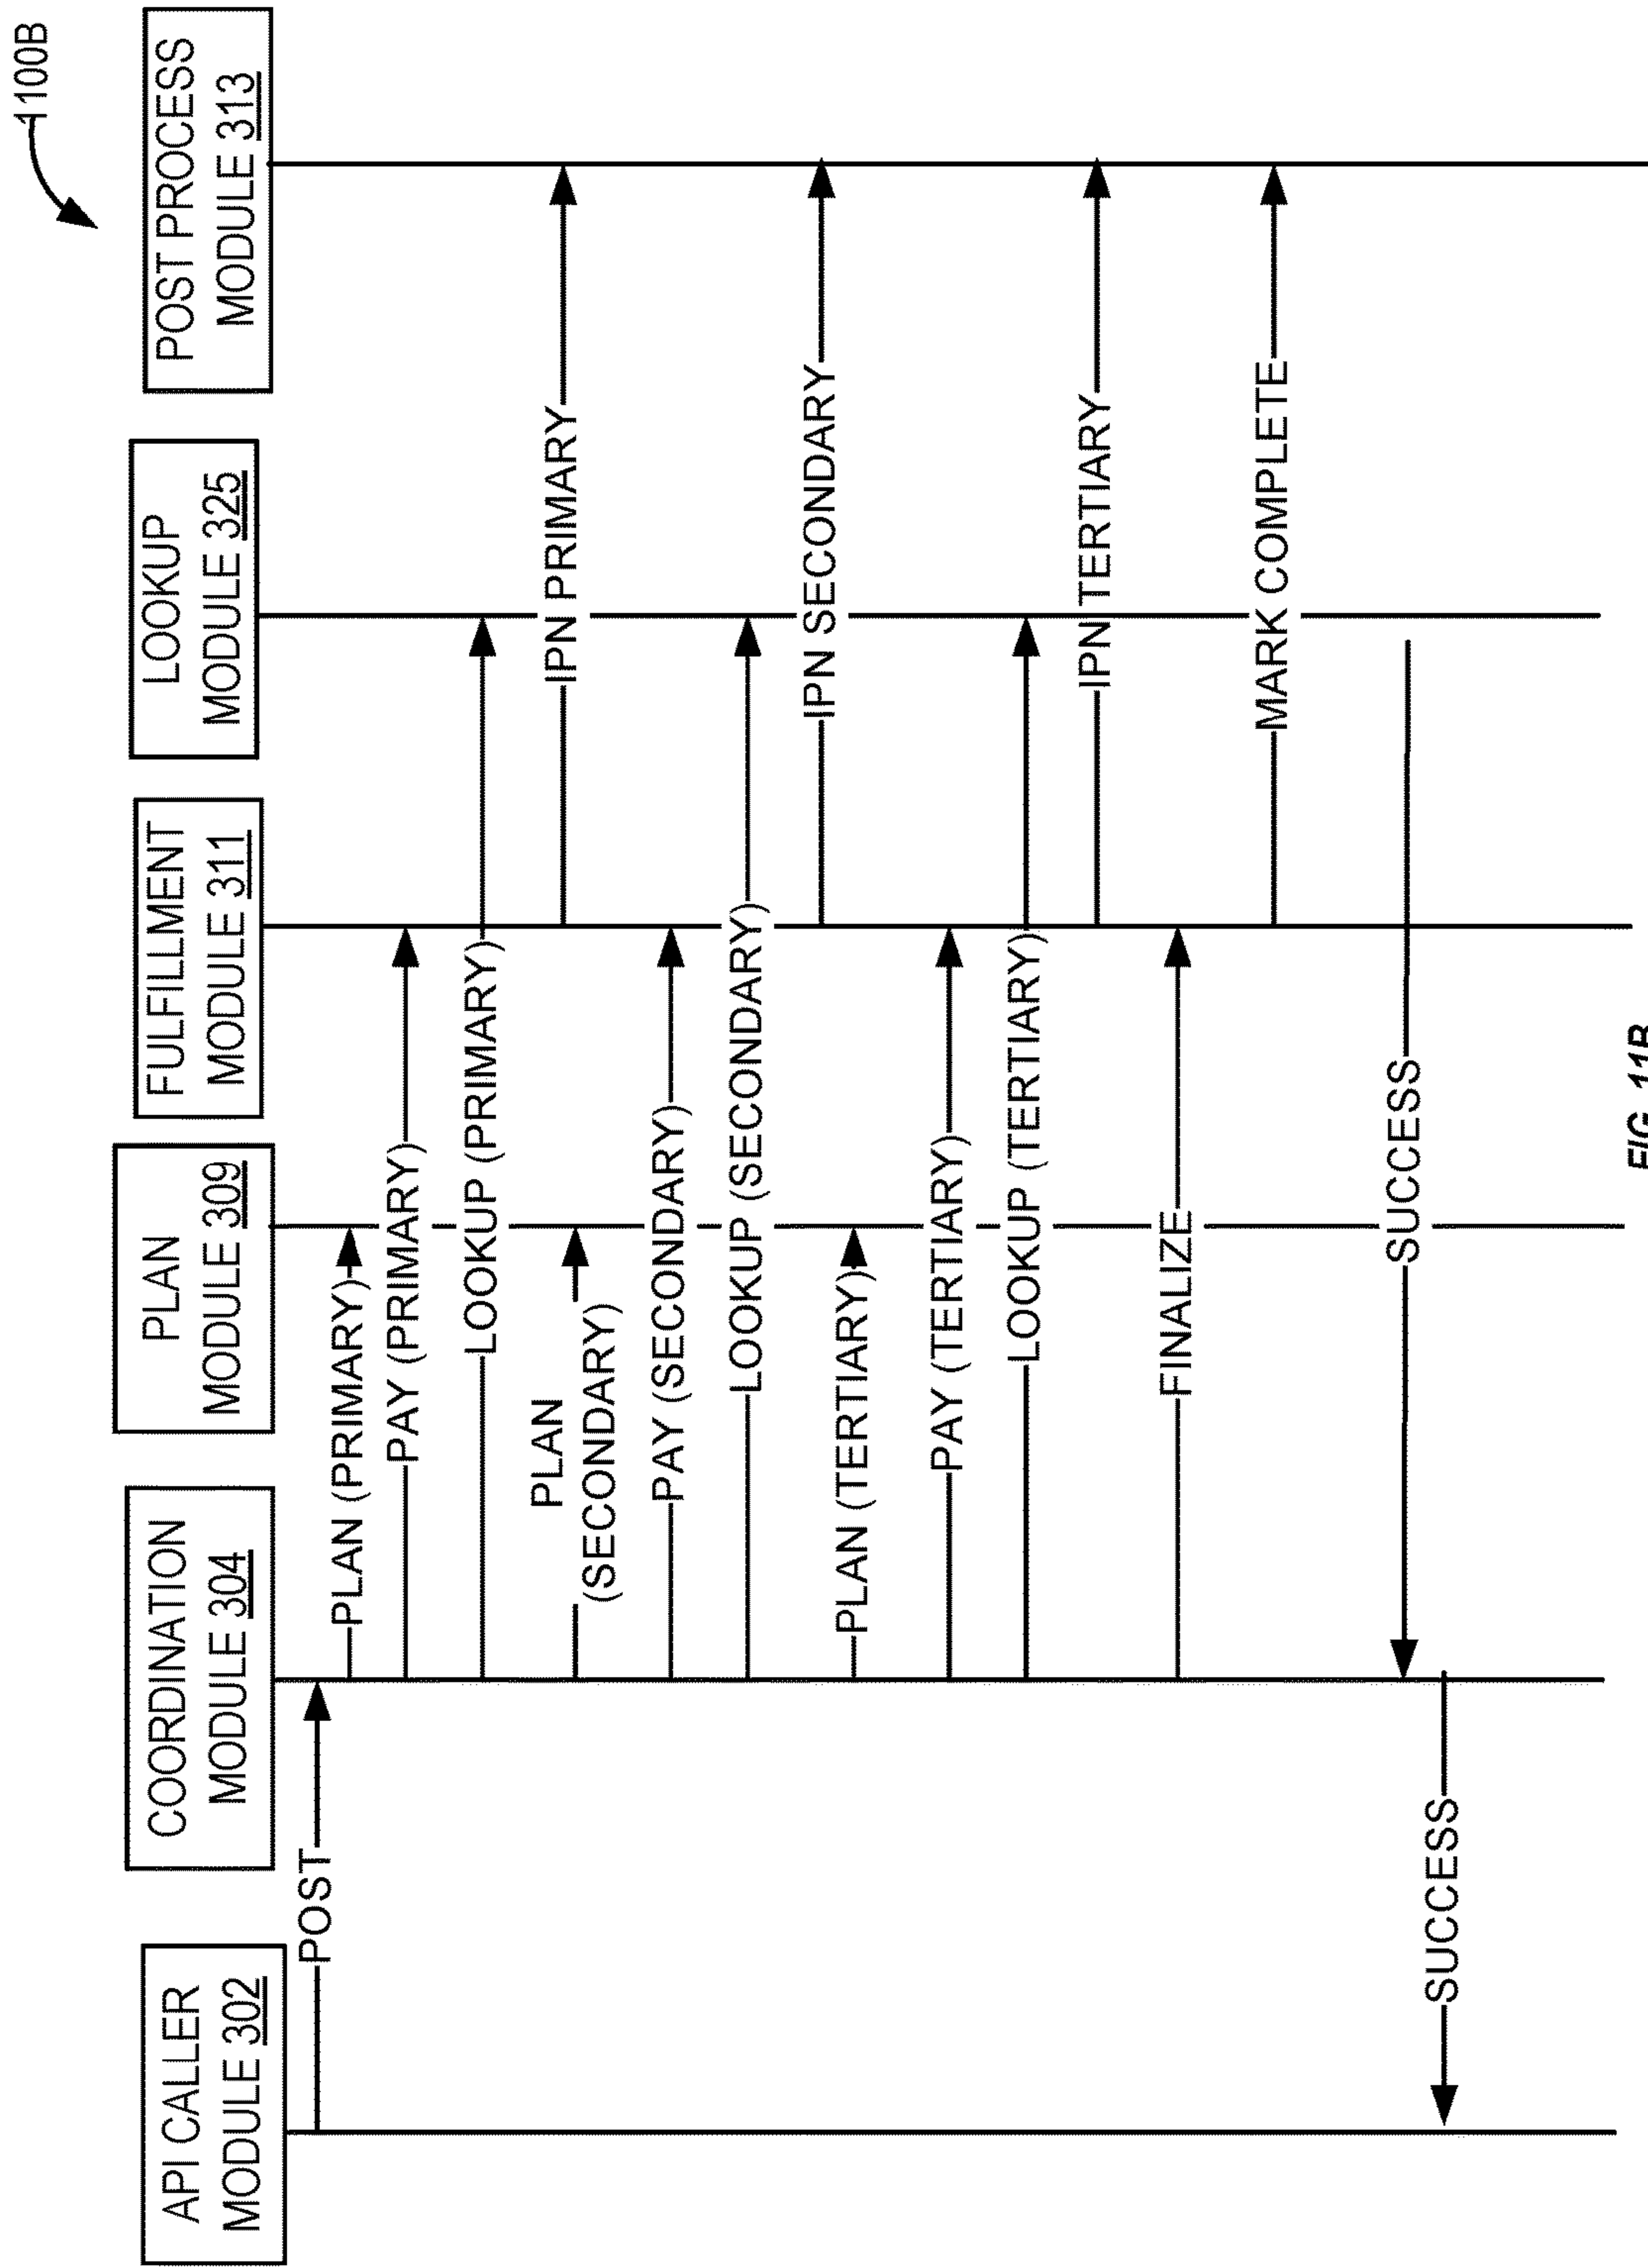 1100B
API CALLER
MODULE 302
COORDINATION
MODULE 304
PLAN
MODULE 309
FULFILLMENT
MODULE 311
LOOKUP
MODULE 325
POST PROCESS
MODULE 313
POST
PLAN (PRIMARY)
PAY (PRIMARY)
LOOKUP (PRIMARY)
IPN PRIMARY
PLAN
(SECONDARY)
PAY (SECONDARY)
LOOKUP (SECONDARY)
IPN SECONDARY
PLAN (TERTIARY)
PAY (TERTIARY)
LOOKUP (TERTIARY)
IPN TERTIARY
FINALIZE
MARK COMPLETE
SUCCESS
SUCCESS
FIG. 11B